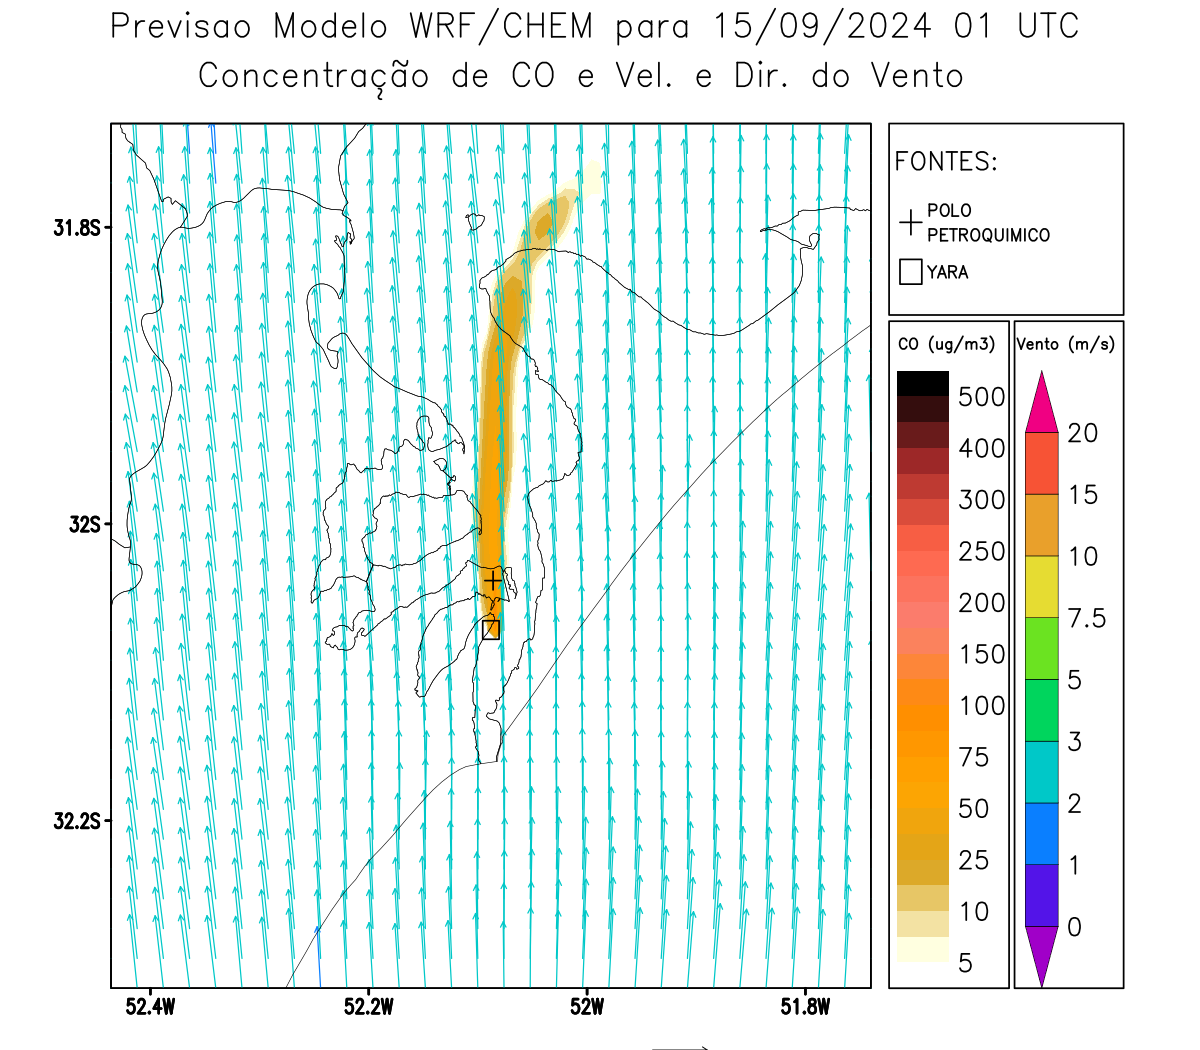 Previsao Modelo WRF/CHEM para 15/09/2024 01 UTC
Concentração de CO e Vel. e Dir. do Vento
FONTES:
POLO
PETROQUIMICO
YARA
CO (ug/m3)
500
400
300
250
200
150
100
75
50
25
10
5
Vento (m/s)
20
15
10
7.5
5
3
2
1
0
31.8S
32S
32.2S
52.4W
52.2W
52W
51.8W